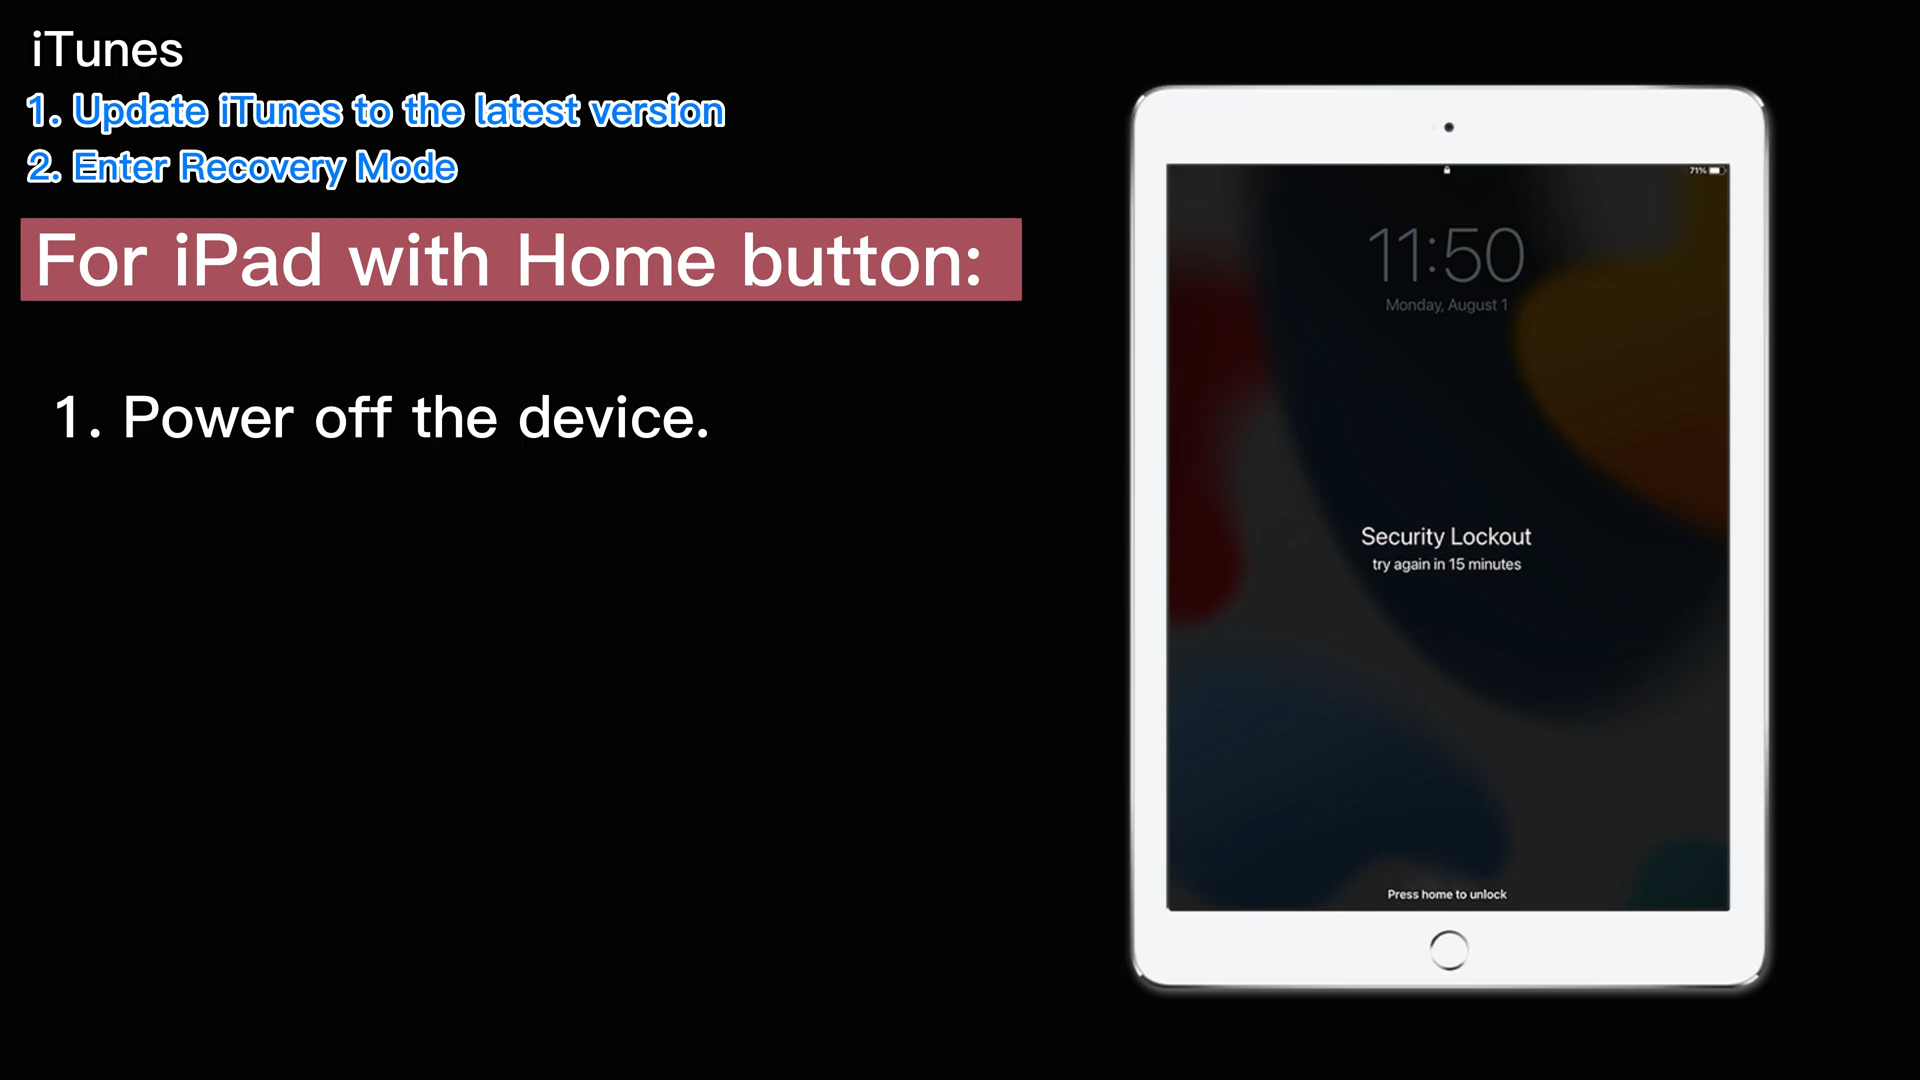 iTunes
1. Update iTunes to the latest version
2. Enter Recovery Mode
For iPad with Home button:
1. Power off the device.
71%
11:50
Monday, August 1
Security Lockout
try again in 15 minutes
Press home to unlock